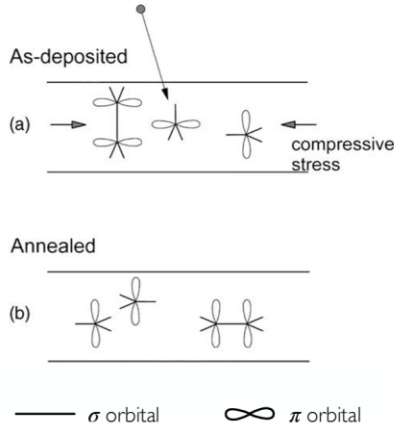 As-deposited
(a)
compressive
stress
Annealed
(b)
σ orbital
π orbital